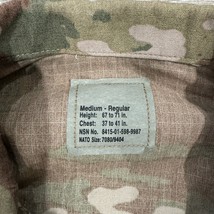 Medium - Regular
Height: 67 to 71 in.
Chest: 37 to 41 in.
NSN No. 8415-01-598-9987
NATO Size: 7080/9404